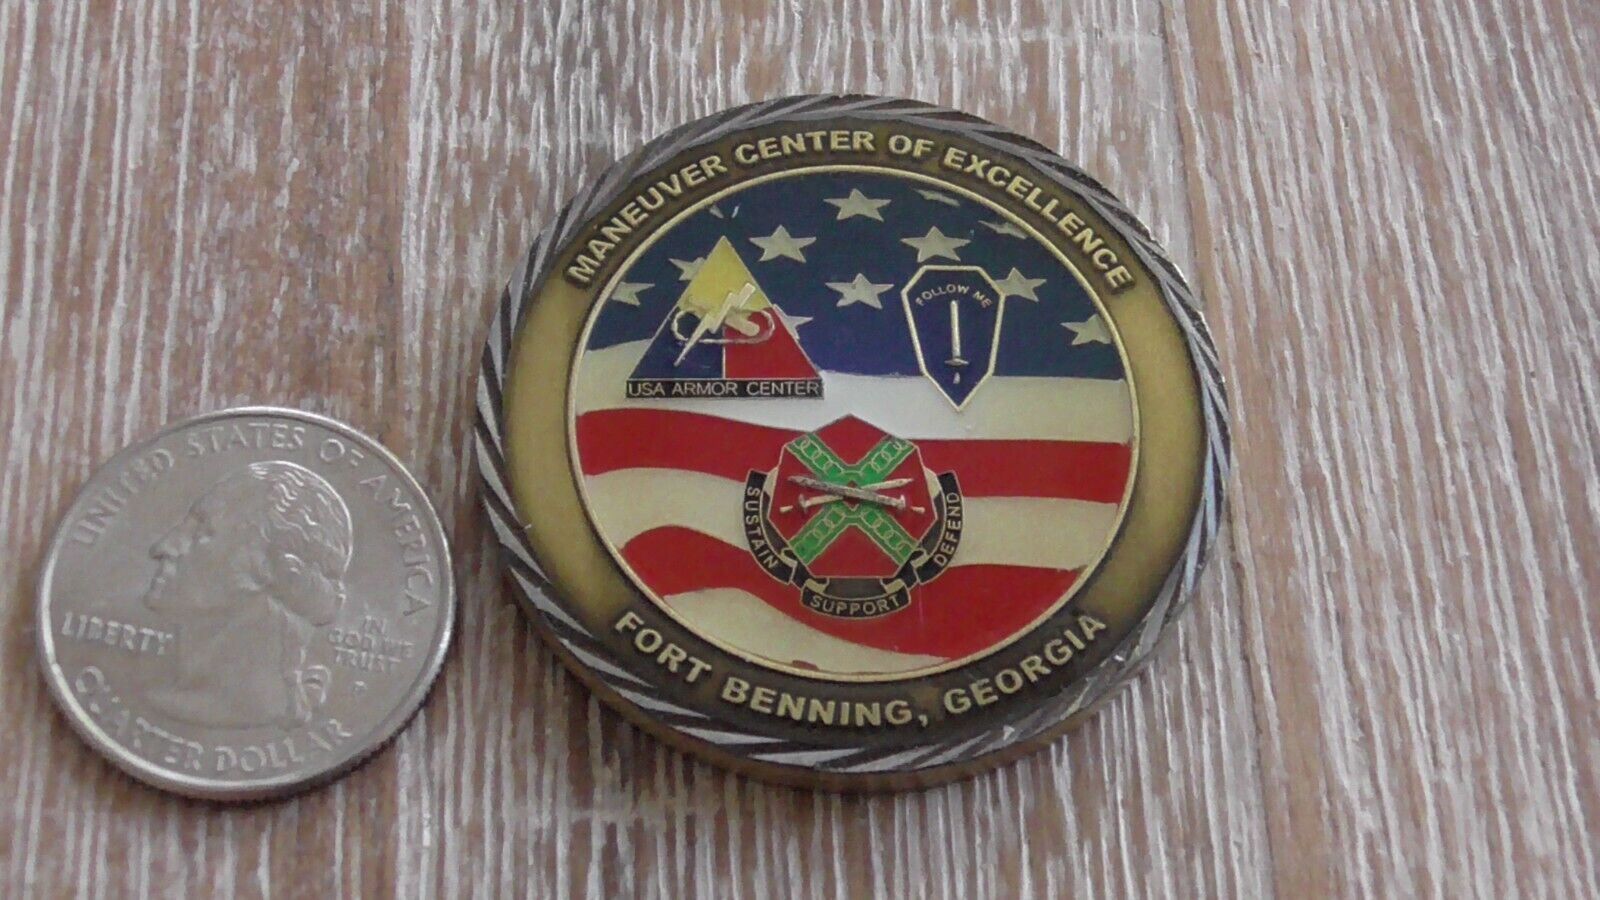 MANEUVER CENTER OF EXCELLENCE
FOLLOW ME
USA ARMOR CENTER
SUSTAIN
SUPPORT
DEFEND
FORT BENNING, GEORGIA
UNITED STATES OF AMERICA
LIBERTY
IN
GOD WE
TRUST
P
QUARTER DOLLAR